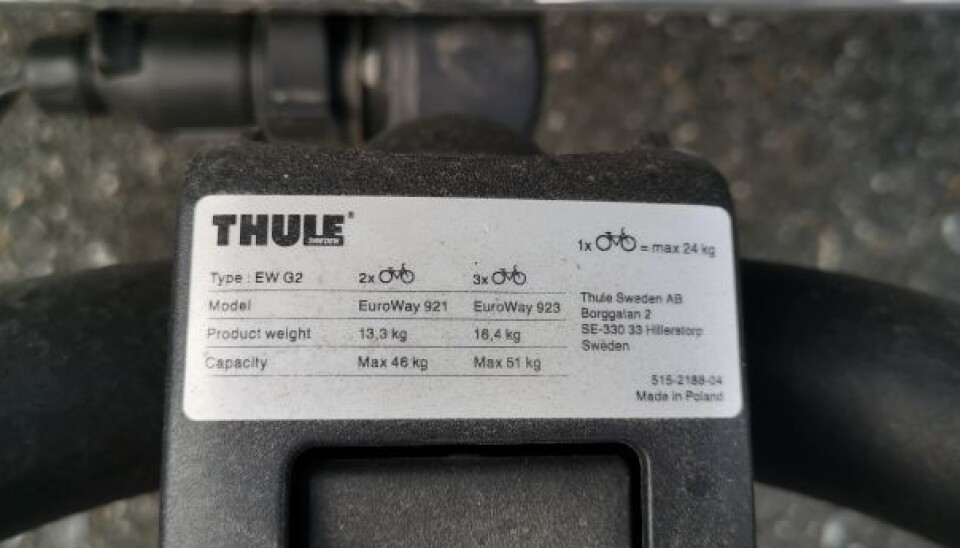 THULE®
SWEDEN
1x = max 24 kg
Type : EW G2 2x 3x
Model EuroWay 921 EuroWay 923
Product weight 13,3 kg 16,4 kg
Capacity Max 46 kg Max 51 kg
Thule Sweden AB
Borggatan 2
SE-330 33 Hillerstorp
Sweden
515-2188-04
Made in Poland